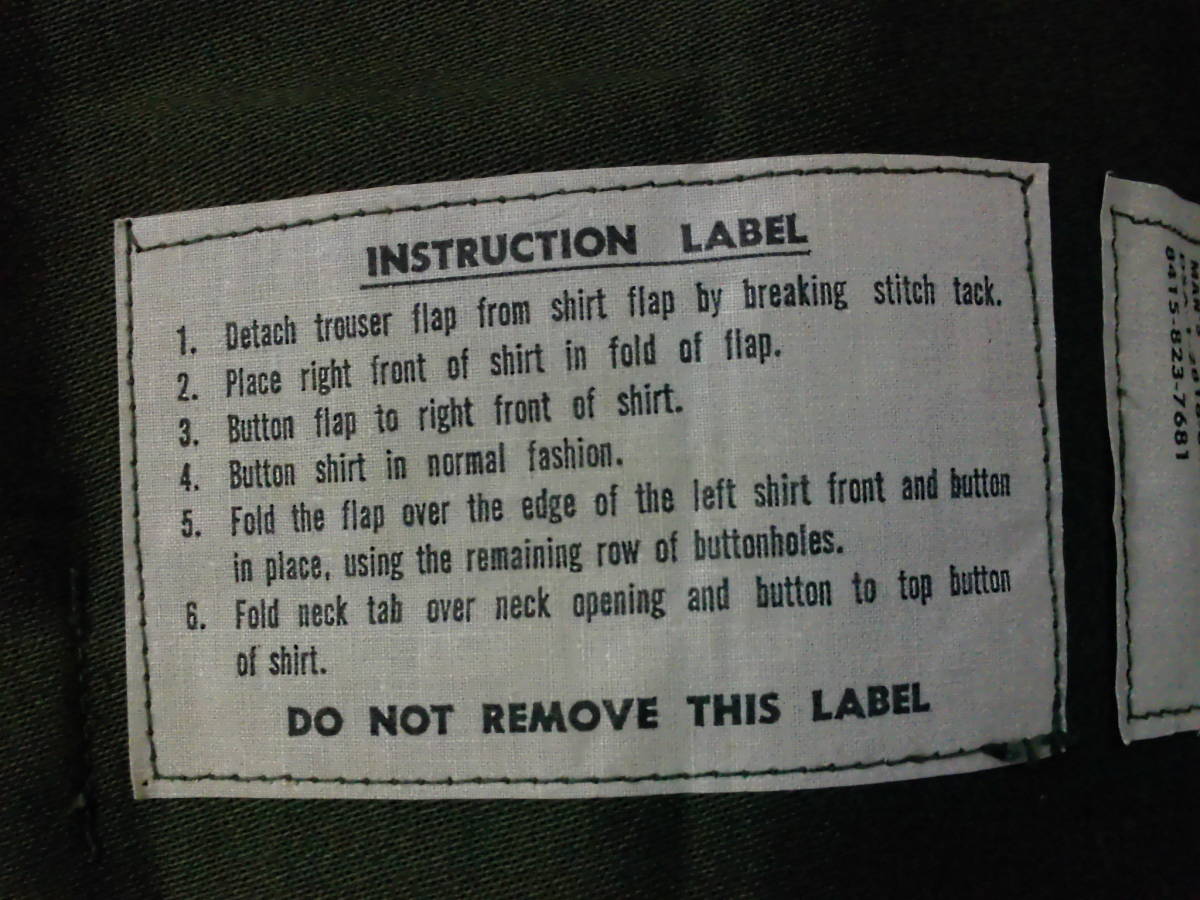 INSTRUCTION LABEL
1. Detach trouser flap from shirt flap by breaking stitch tack.
2. Place right front of shirt in fold of flap.
3. Button flap to right front of shirt.
4. Button shirt in normal fashion.
5. Fold the flap over the edge of the left shirt front and button
in place, using the remaining row of buttonholes.
6. Fold neck tab over neck opening and button to top button
of shirt.
DO NOT REMOVE THIS LABEL
8415-823-7681